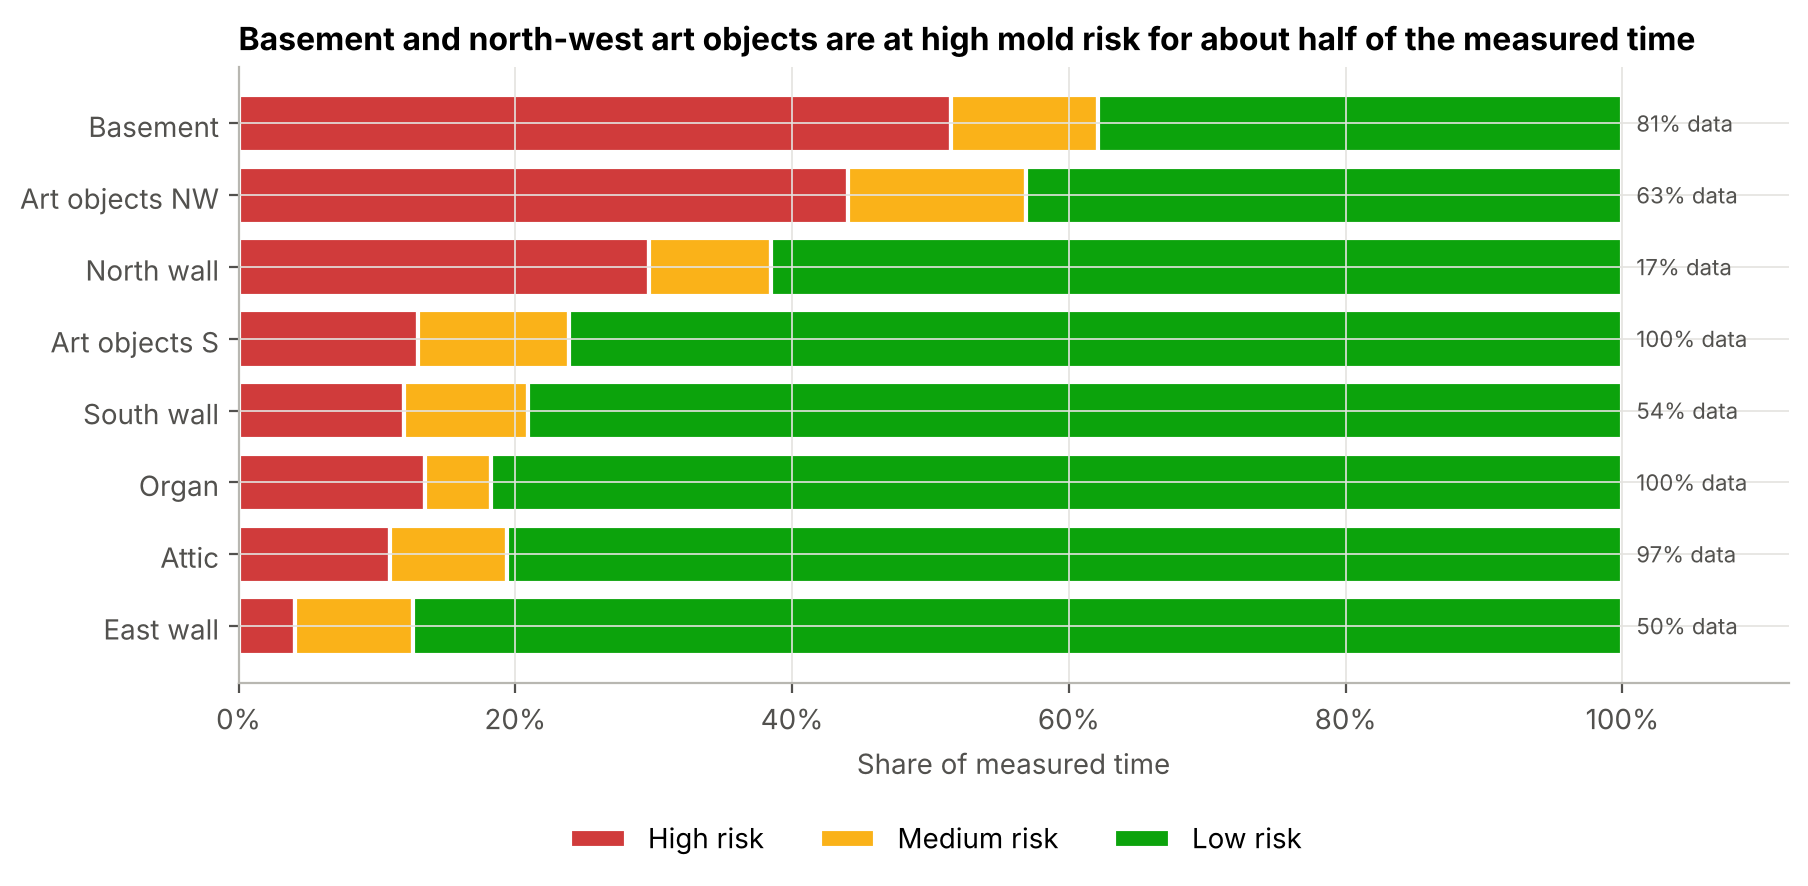 Basement and north-west art objects are at high mold risk for about half of the measured time
Basement 81% data
Art objects NW 63% data
North wall 17% data
Art objects S 100% data
South wall 54% data
Organ 100% data
Attic 97% data
East wall 50% data
0% 20% 40% 60% 80% 100%
Share of measured time
High risk Medium risk Low risk